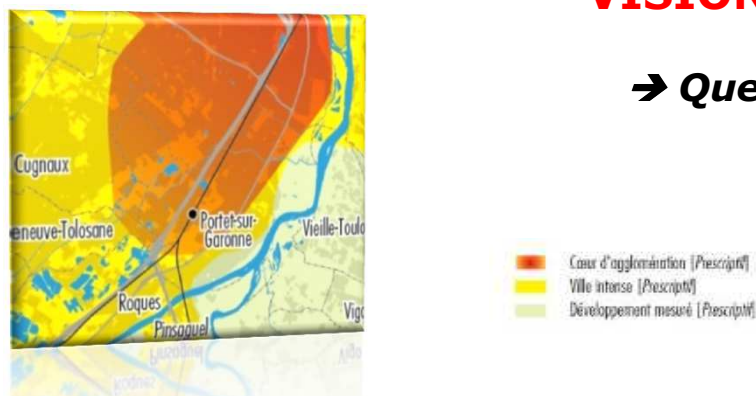 VISION
➔ Que
Cugnaux
eneuve-Tolosane
Portet-sur-
Garonne
Vieille-Toulo
Roques
Pinsaguel
Vigo
Cœur d'agglomération [Prescriptif]
Ville intense [Prescriptif]
Développement mesuré [Prescriptif]